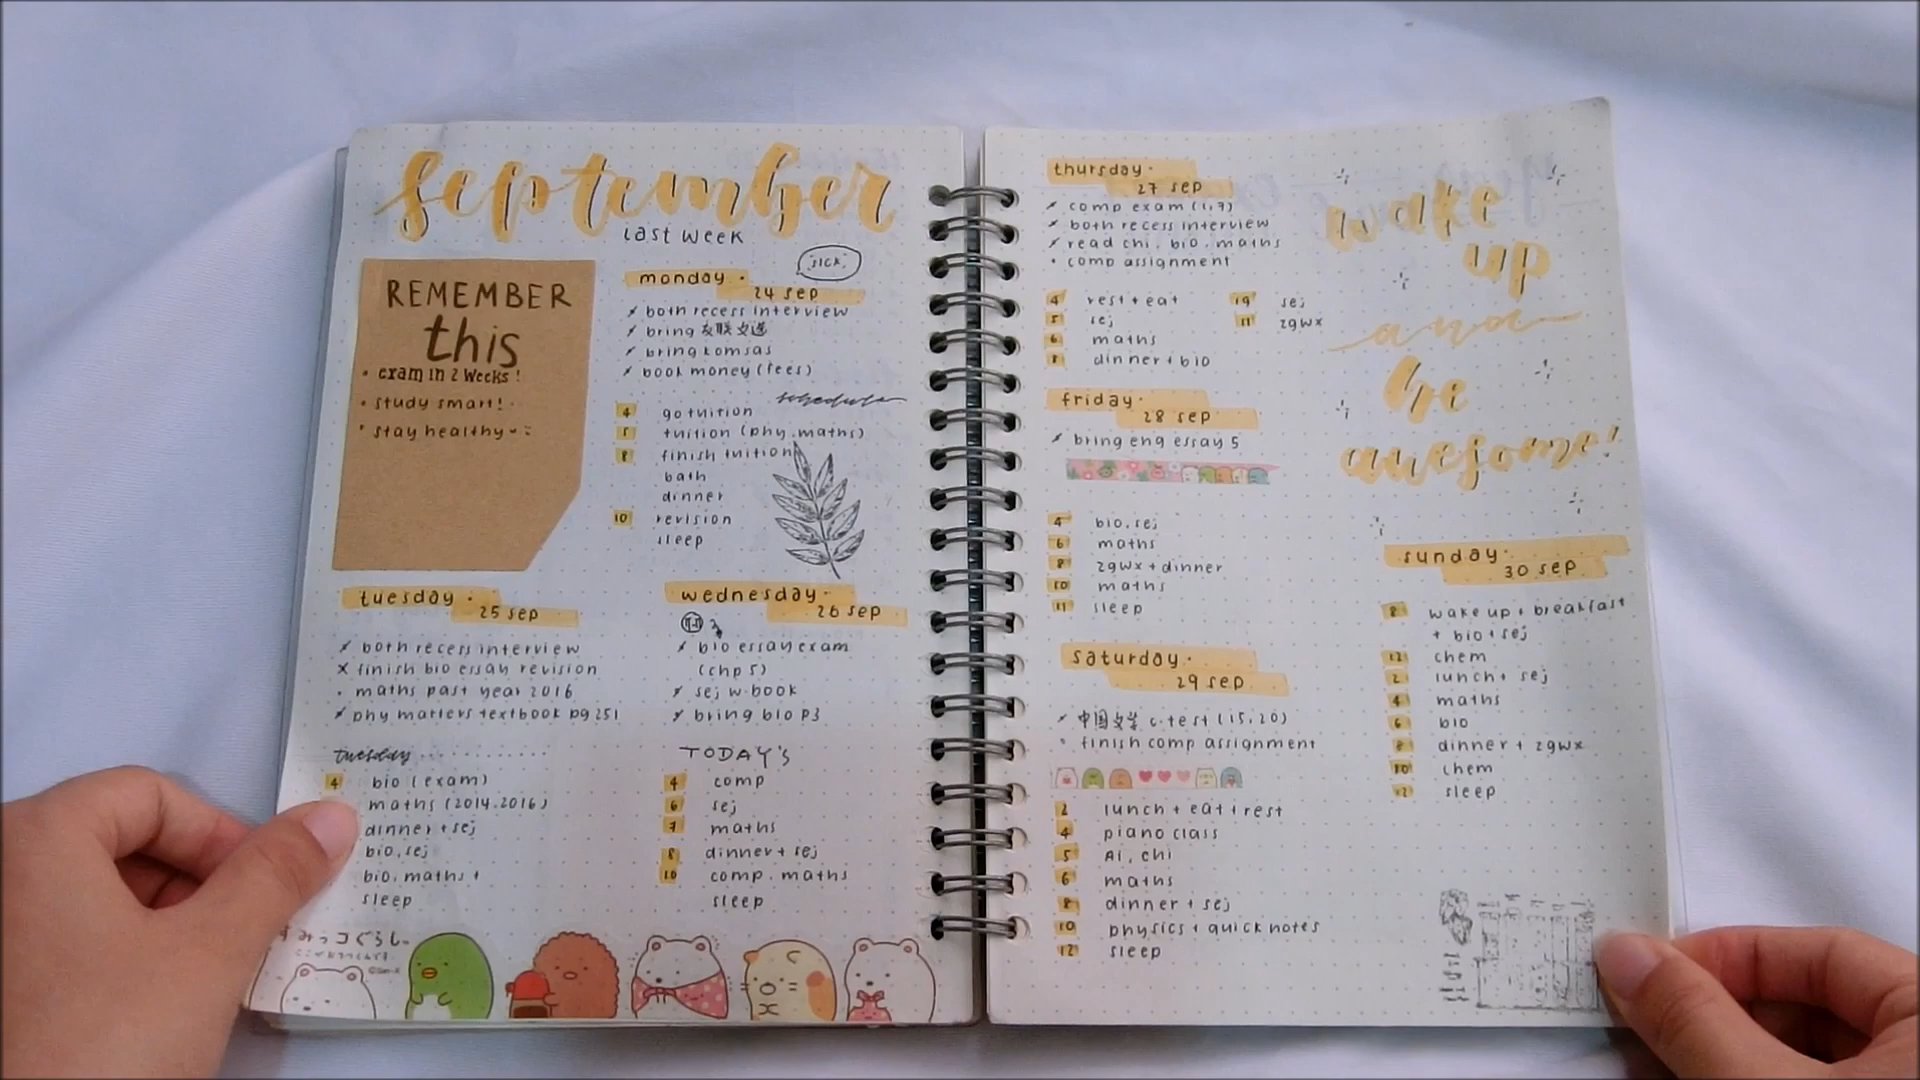 september
last week
REMEMBER
this
• exam in 2 weeks!
• study smart!
• stay healthy
monday.
24 sep
sick
both recess interview
bring 友联文选
bring komsas
book money (fees)
schedule
4 go tuition
5 tuition (phy, maths)
8 finish tuition
bath
dinner
10 revision
sleep
tuesday.
25 sep
both recess interview
x finish bio essay revision
• maths past year 2016
phy matters textbook pg 251
tuesday
4 bio (exam)
maths (2014.2016)
dinner + sej
bio, sej
bio, maths +
sleep
wednesday.
26 sep
bio essay exam
(chp 5)
sej w.book
bring bio p3
TODAY's
4 comp
6 sej
7 maths
8 dinner + sej
10 comp. maths
sleep
すみっコぐらし
thursday.
27 sep
comp exam (1,7)
both recess interview
read chi. bio. maths
• comp assignment
4 rest + eat
5 sej
6 maths
8 dinner + bio
sej
11 zgwx
friday.
28 sep
bring eng essay 5
4 bio, sej
6 maths
8 zgwx + dinner
10 maths
11 sleep
saturday.
29 sep
中国文学 c.test (15, 20)
• finish comp assignment
2 lunch + eat + rest
4 piano class
5 AI, chi
6 maths
8 dinner + sej
10 physics + quick notes
12 sleep
wake
up
and
be
awesome!
sunday.
30 sep
8 wake up + breakfast
+ bio + sej
12 chem
2 lunch + sej
4 maths
6 bio
8 dinner + zgwx
10 chem
12 sleep